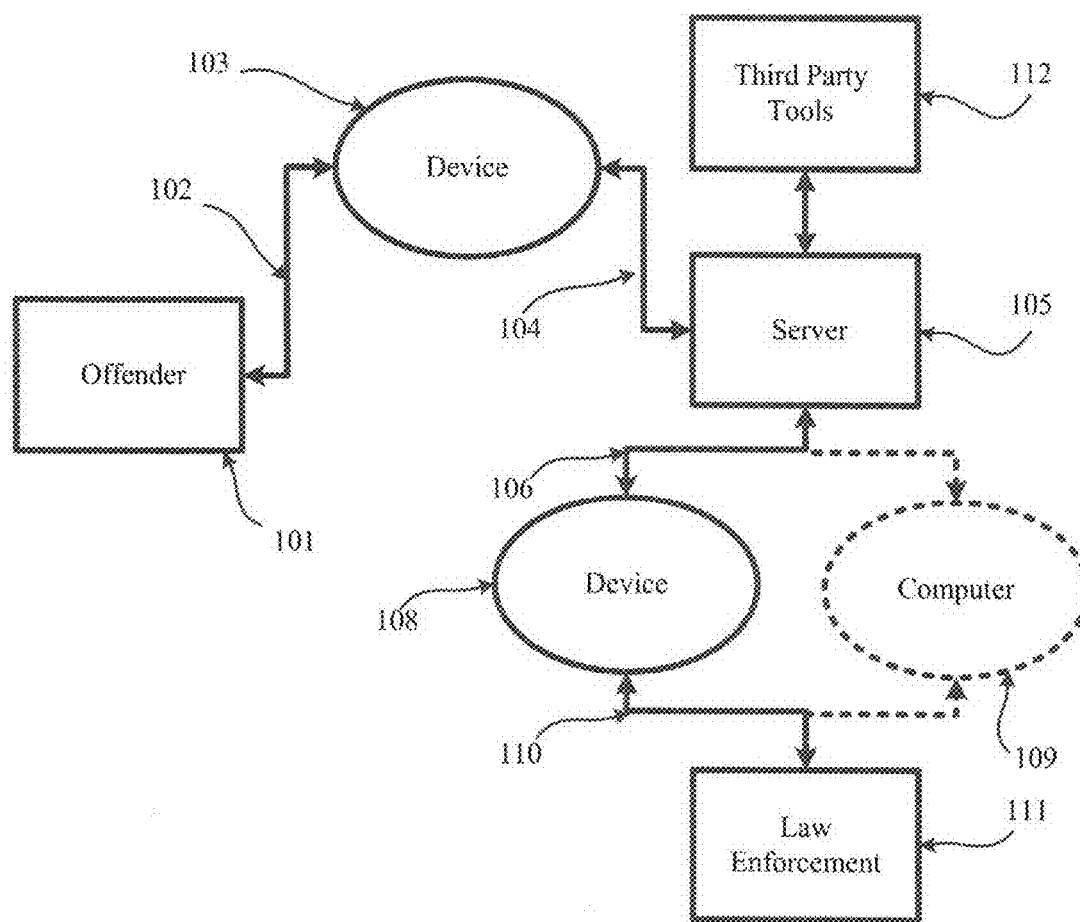 103
Third Party
Tools
112
Device
102
104
105
Server
Offender
106
101
Device
Computer
108
110
109
Law
Enforcement
111